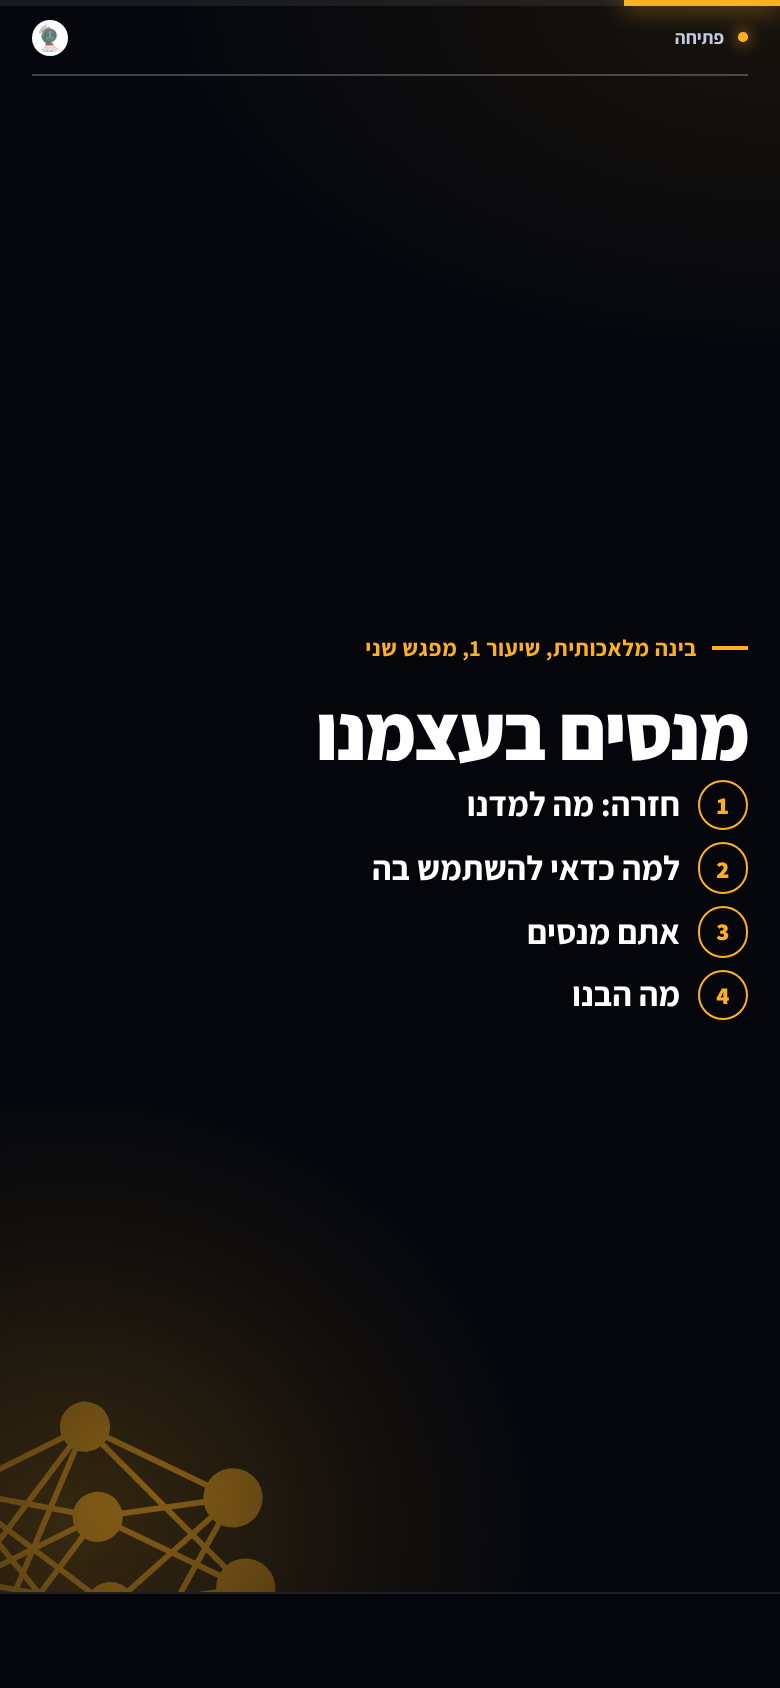 פתיחה
בינה מלאכותית, שיעור 1, מפגש שני
מנסים בעצמנו
1 חזרה: מה למדנו
2 למה כדאי להשתמש בה
3 אתם מנסים
4 מה הבנו